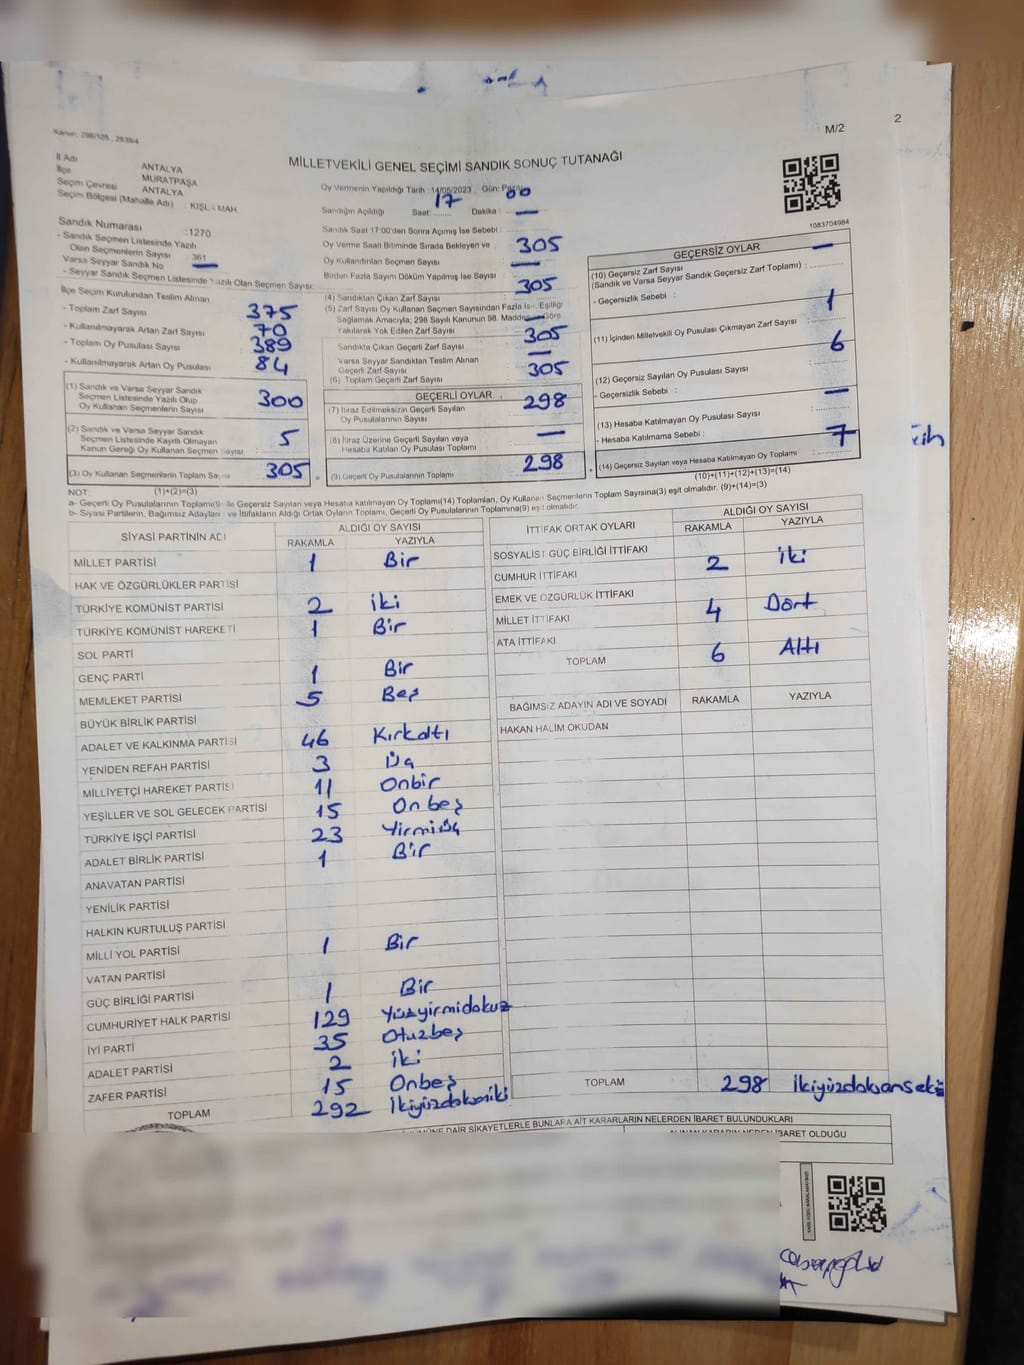 2
M/2
Kanun: 298/105 , 2839/4
MİLLETVEKİLİ GENEL SEÇİMİ SANDIK SONUÇ TUTANAĞI
İl Adı ANTALYA
İlçe MURATPAŞA
Seçim Çevresi ANTALYA
Seçim Bölgesi (Mahalle Adı) : KIŞLA MAH.
Sandık Numarası :1270
- Sandık Seçmen Listesinde Yazılı
Olan Seçmenlerin Sayısı 361
Varsa Seyyar Sandık No —
- Seyyar Sandık Seçmen Listesinde Yazılı Olan Seçmen Sayısı
İlçe Seçim Kurulundan Teslim Alınan
- Toplam Zarf Sayısı 375
- Kullanılmayarak Artan Zarf Sayısı 70
- Toplam Oy Pusulası Sayısı 389
- Kullanılmayarak Artan Oy Pusulası 84
(1) Sandık ve Varsa Seyyar Sandık
Seçmen Listesinde Yazılı Olup
Oy Kullanan Seçmenlerin Sayısı 300
(2) Sandık ve Varsa Seyyar Sandık
Seçmen Listesinde Kayıtlı Olmayan
Kanun Gereği Oy Kullanan Seçmen Sayısı 5
(3) Oy Kullanan Seçmenlerin Toplam Sayısı 305
Oy Vermenin Yapıldığı Tarih :14/05/2023 Gün: Pazar
Sandığın Açıldığı Saat: 17 Dakika : 00
Sandık Saat 17:00'den Sonra Açılmış İse Sebebi : —
Oy Verme Saati Bitiminde Sırada Bekleyen ve
Oy Kullandırılan Seçmen Sayısı 305
Birden Fazla Sayım Döküm Yapılmış İse Sayısı —
(4) Sandıktan Çıkan Zarf Sayısı 305
(5) Zarf Sayısı Oy Kullanan Seçmen Sayısından Fazla İse, Eşitliği
Sağlamak Amacıyla; 298 Sayılı Kanunun 98. Maddesine Göre
Yakılarak Yok Edilen Zarf Sayısı —
Sandıkta Çıkan Geçerli Zarf Sayısı 305
Varsa Seyyar Sandıktan Teslim Alınan
Geçerli Zarf Sayısı —
(6) Toplam Geçerli Zarf Sayısı 305
GEÇERLİ OYLAR
(7) İtiraz Edilmeksizin Geçerli Sayılan
Oy Pusulalarının Sayısı 298
(8) İtiraz Üzerine Geçerli Sayılan veya
Hesaba Katılan Oy Pusulası Toplamı —
(9) Geçerli Oy Pusulalarının Toplamı 298
1083704984
GEÇERSİZ OYLAR
(10) Geçersiz Zarf Sayısı
(Sandık ve Varsa Seyyar Sandık Geçersiz Zarf Toplamı) : —
- Geçersizlik Sebebi :
(11) İçinden Milletvekili Oy Pusulası Çıkmayan Zarf Sayısı 1
(12) Geçersiz Sayılan Oy Pusulası Sayısı 6
- Geçersizlik Sebebi :
(13) Hesaba Katılmayan Oy Pusulası Sayısı —
- Hesaba Katılmama Sebebi :
(14) Geçersiz Sayılan veya Hesaba Katılmayan Oy Toplamı 7
NOT: (1)+(2)=(3)
(10)+(11)+(12)+(13)=(14)
a- Geçerli Oy Pusulalarının Toplamı(9) ile Geçersiz Sayılan veya Hesaba katılmayan Oy Toplamı(14) Toplamları, Oy Kullanan Seçmenlerin Toplam Sayısına(3) eşit olmalıdır. (9)+(14)=(3)
b- Siyasi Partilerin, Bağımsız Adayların ve İttifakların Aldığı Ortak Oyların Toplamı, Geçerli Oy Pusulalarının Toplamına(9) eşit olmalıdır.
SİYASİ PARTİNİN ADI ALDIĞI OY SAYISI
RAKAMLA YAZIYLA
MİLLET PARTİSİ 1 Bir
HAK VE ÖZGÜRLÜKLER PARTİSİ
TÜRKİYE KOMÜNİST PARTİSİ 2 iki
TÜRKİYE KOMÜNİST HAREKETİ 1 Bir
SOL PARTİ
GENÇ PARTİ 1 Bir
MEMLEKET PARTİSİ 5 Beş
BÜYÜK BİRLİK PARTİSİ
ADALET VE KALKINMA PARTİSİ 46 Kırkaltı
YENİDEN REFAH PARTİSİ 3 Üç
MİLLİYETÇİ HAREKET PARTİSİ 11 Onbir
YEŞİLLER VE SOL GELECEK PARTİSİ 15 Onbeş
TÜRKİYE İŞÇİ PARTİSİ 23 Yirmiüç
ADALET BİRLİK PARTİSİ 1 Bir
ANAVATAN PARTİSİ
YENİLİK PARTİSİ
HALKIN KURTULUŞ PARTİSİ
MİLLİ YOL PARTİSİ 1 Bir
VATAN PARTİSİ
GÜÇ BİRLİĞİ PARTİSİ 1 Bir
CUMHURİYET HALK PARTİSİ 129 Yüzyirmidokuz
İYİ PARTİ 35 Otuzbeş
ADALET PARTİSİ 2 iki
ZAFER PARTİSİ 15 Onbeş
TOPLAM 292 İkiyüzdoksaniki
İTTİFAK ORTAK OYLARI ALDIĞI OY SAYISI
RAKAMLA YAZIYLA
SOSYALİST GÜÇ BİRLİĞİ İTTİFAKI
CUMHUR İTTİFAKI 2 iki
EMEK VE ÖZGÜRLÜK İTTİFAKI
MİLLET İTTİFAKI 4 Dört
ATA İTTİFAKI
TOPLAM 6 Altı
BAĞIMSIZ ADAYIN ADI VE SOYADI RAKAMLA YAZIYLA
HAKAN HALİM OKUDAN
TOPLAM 298 İkiyüzdoksansekiz
DAİR ŞİKAYETLERLE BUNLARA AİT KARARLARIN NELERDEN İBARET BULUNDUKLARI
ALINAN KARARIN NEDEN İBARET OLDUĞU